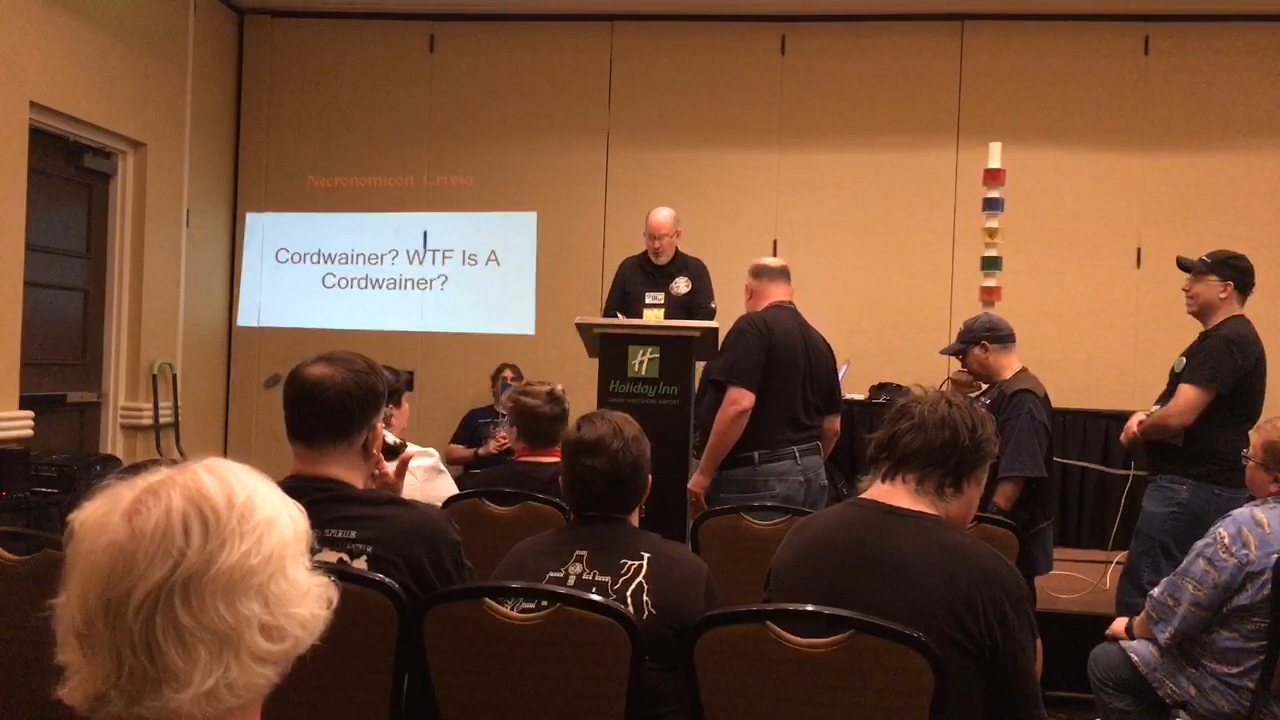 Necronomicon Trivia
Cordwainer? WTF Is A
Cordwainer?
H
Holiday Inn